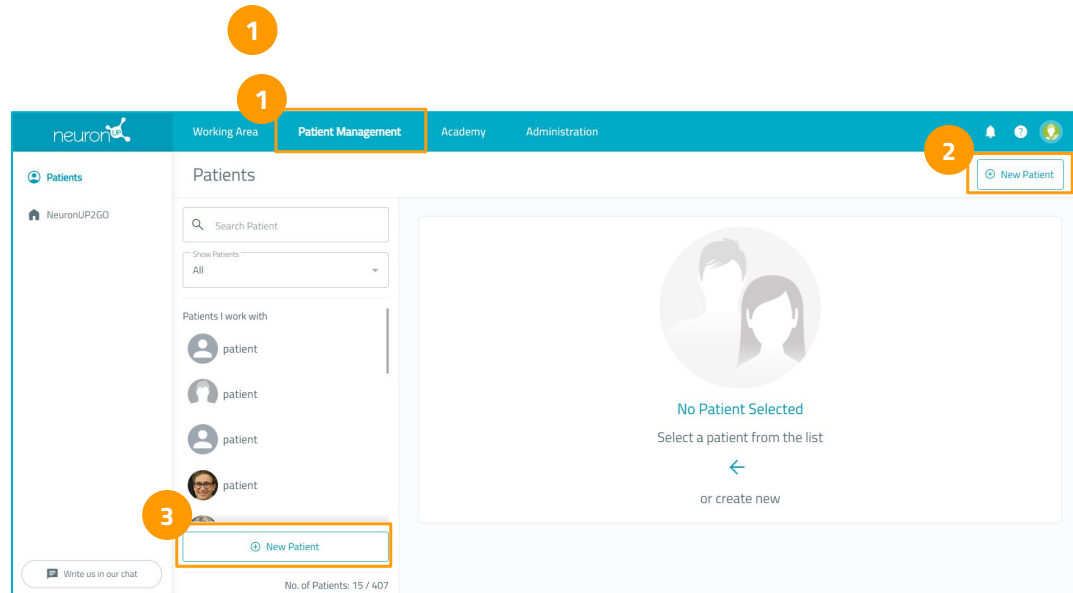 1
1
neuron UP
Working Area Patient Management Academy Administration
2
Patients
Patients
New Patient
NeuronUP2GO
Search Patient
Show Patients
All
Patients I work with
patient
patient
patient
patient
No Patient Selected
Select a patient from the list
or create new
3
New Patient
Write us in our chat
No. of Patients: 15 / 407